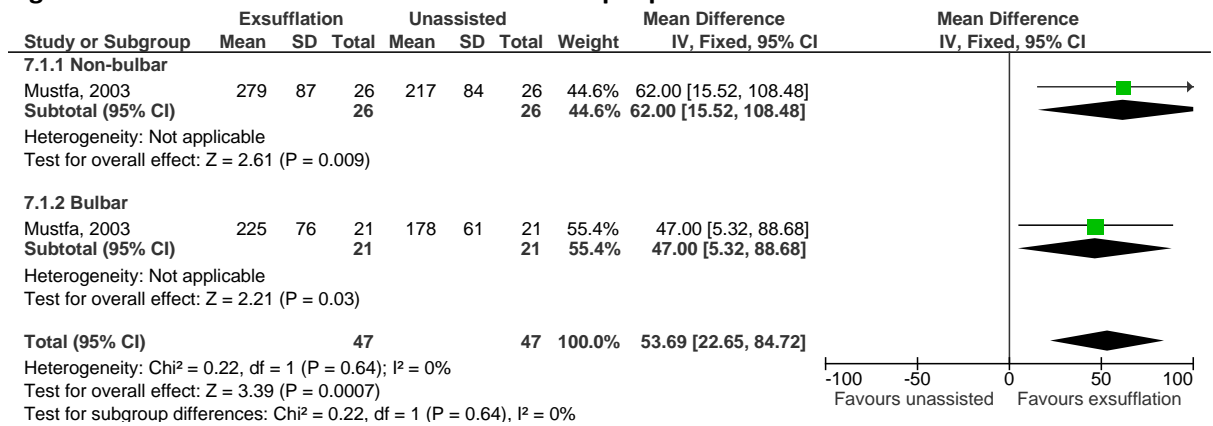 Exsufflation Unassisted Mean Difference Mean Difference
Study or Subgroup Mean SD Total Mean SD Total Weight IV, Fixed, 95% CI IV, Fixed, 95% CI
7.1.1 Non-bulbar
Mustfa, 2003 279 87 26 217 84 26 44.6% 62.00 [15.52, 108.48]
Subtotal (95% CI) 26 26 44.6% 62.00 [15.52, 108.48]
Heterogeneity: Not applicable
Test for overall effect: Z = 2.61 (P = 0.009)
7.1.2 Bulbar
Mustfa, 2003 225 76 21 178 61 21 55.4% 47.00 [5.32, 88.68]
Subtotal (95% CI) 21 21 55.4% 47.00 [5.32, 88.68]
Heterogeneity: Not applicable
Test for overall effect: Z = 2.21 (P = 0.03)
Total (95% CI) 47 47 100.0% 53.69 [22.65, 84.72]
Heterogeneity: Chi² = 0.22, df = 1 (P = 0.64); I² = 0%
Test for overall effect: Z = 3.39 (P = 0.0007)
Test for subgroup differences: Chi² = 0.22, df = 1 (P = 0.64), I² = 0%
-100 -50 0 50 100
Favours unassisted Favours exsufflation